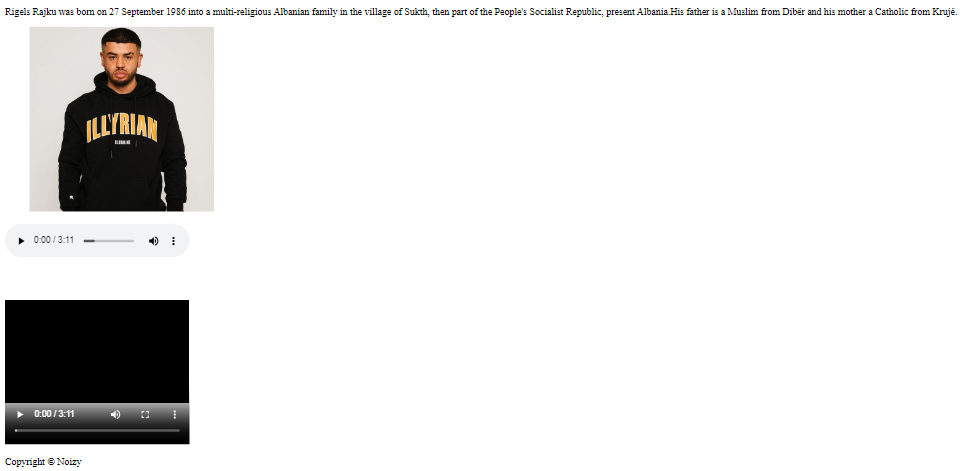 Rigels Rajku was born on 27 September 1986 into a multi-religious Albanian family in the village of Sukth, then part of the People's Socialist Republic, present Albania.His father is a Muslim from Dibër and his mother a Catholic from Krujë.
ILLYRIAN
0:00 / 3:11
0:00 / 3:11
Copyright © Noizy